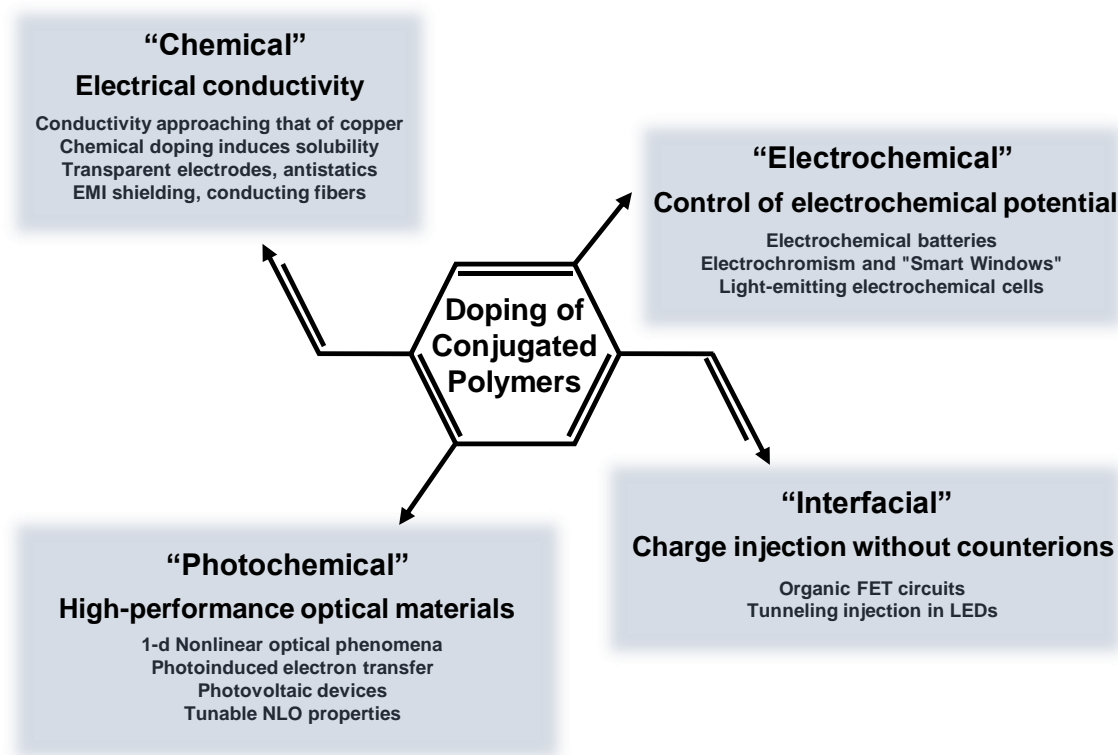 “Chemical”
Electrical conductivity
Conductivity approaching that of copper
Chemical doping induces solubility
Transparent electrodes, antistatics
EMI shielding, conducting fibers
“Electrochemical”
Control of electrochemical potential
Electrochemical batteries
Electrochromism and "Smart Windows"
Light-emitting electrochemical cells
Doping of
Conjugated
Polymers
“Photochemical”
High-performance optical materials
1-d Nonlinear optical phenomena
Photoinduced electron transfer
Photovoltaic devices
Tunable NLO properties
“Interfacial”
Charge injection without counterions
Organic FET circuits
Tunneling injection in LEDs